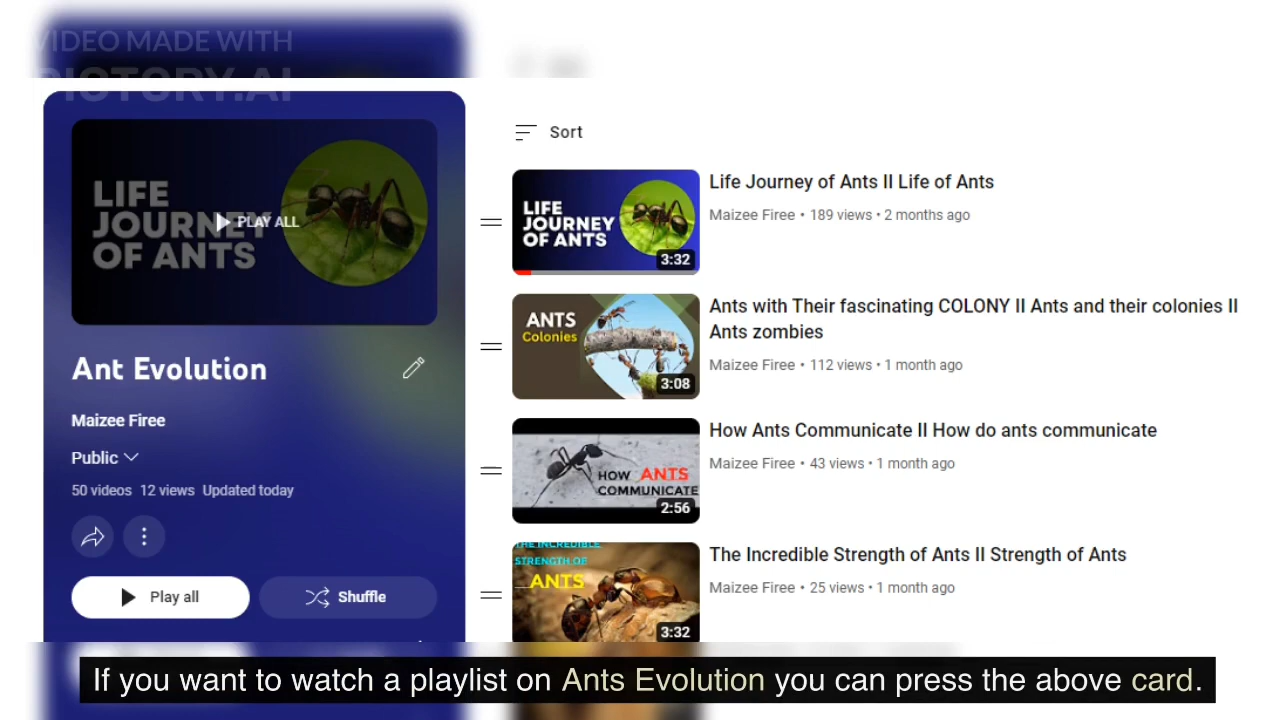 VIDEO MADE WITH
PICTORY.AI
LIFE
JOURNEY
OF ANTS
PLAY ALL
Ant Evolution
Maizee Firee
Public
50 videos 12 views Updated today
Play all
Shuffle
Sort
LIFE
JOURNEY
OF ANTS
3:32
Life Journey of Ants II Life of Ants
Maizee Firee • 189 views • 2 months ago
ANTS
Colonies
3:08
Ants with Their fascinating COLONY II Ants and their colonies II
Ants zombies
Maizee Firee • 112 views • 1 month ago
HOW ANTS
COMMUNICATE
2:56
How Ants Communicate II How do ants communicate
Maizee Firee • 43 views • 1 month ago
THE INCREDIBLE
STRENGTH OF
ANTS
3:32
The Incredible Strength of Ants II Strength of Ants
Maizee Firee • 25 views • 1 month ago
If you want to watch a playlist on Ants Evolution you can press the above card.